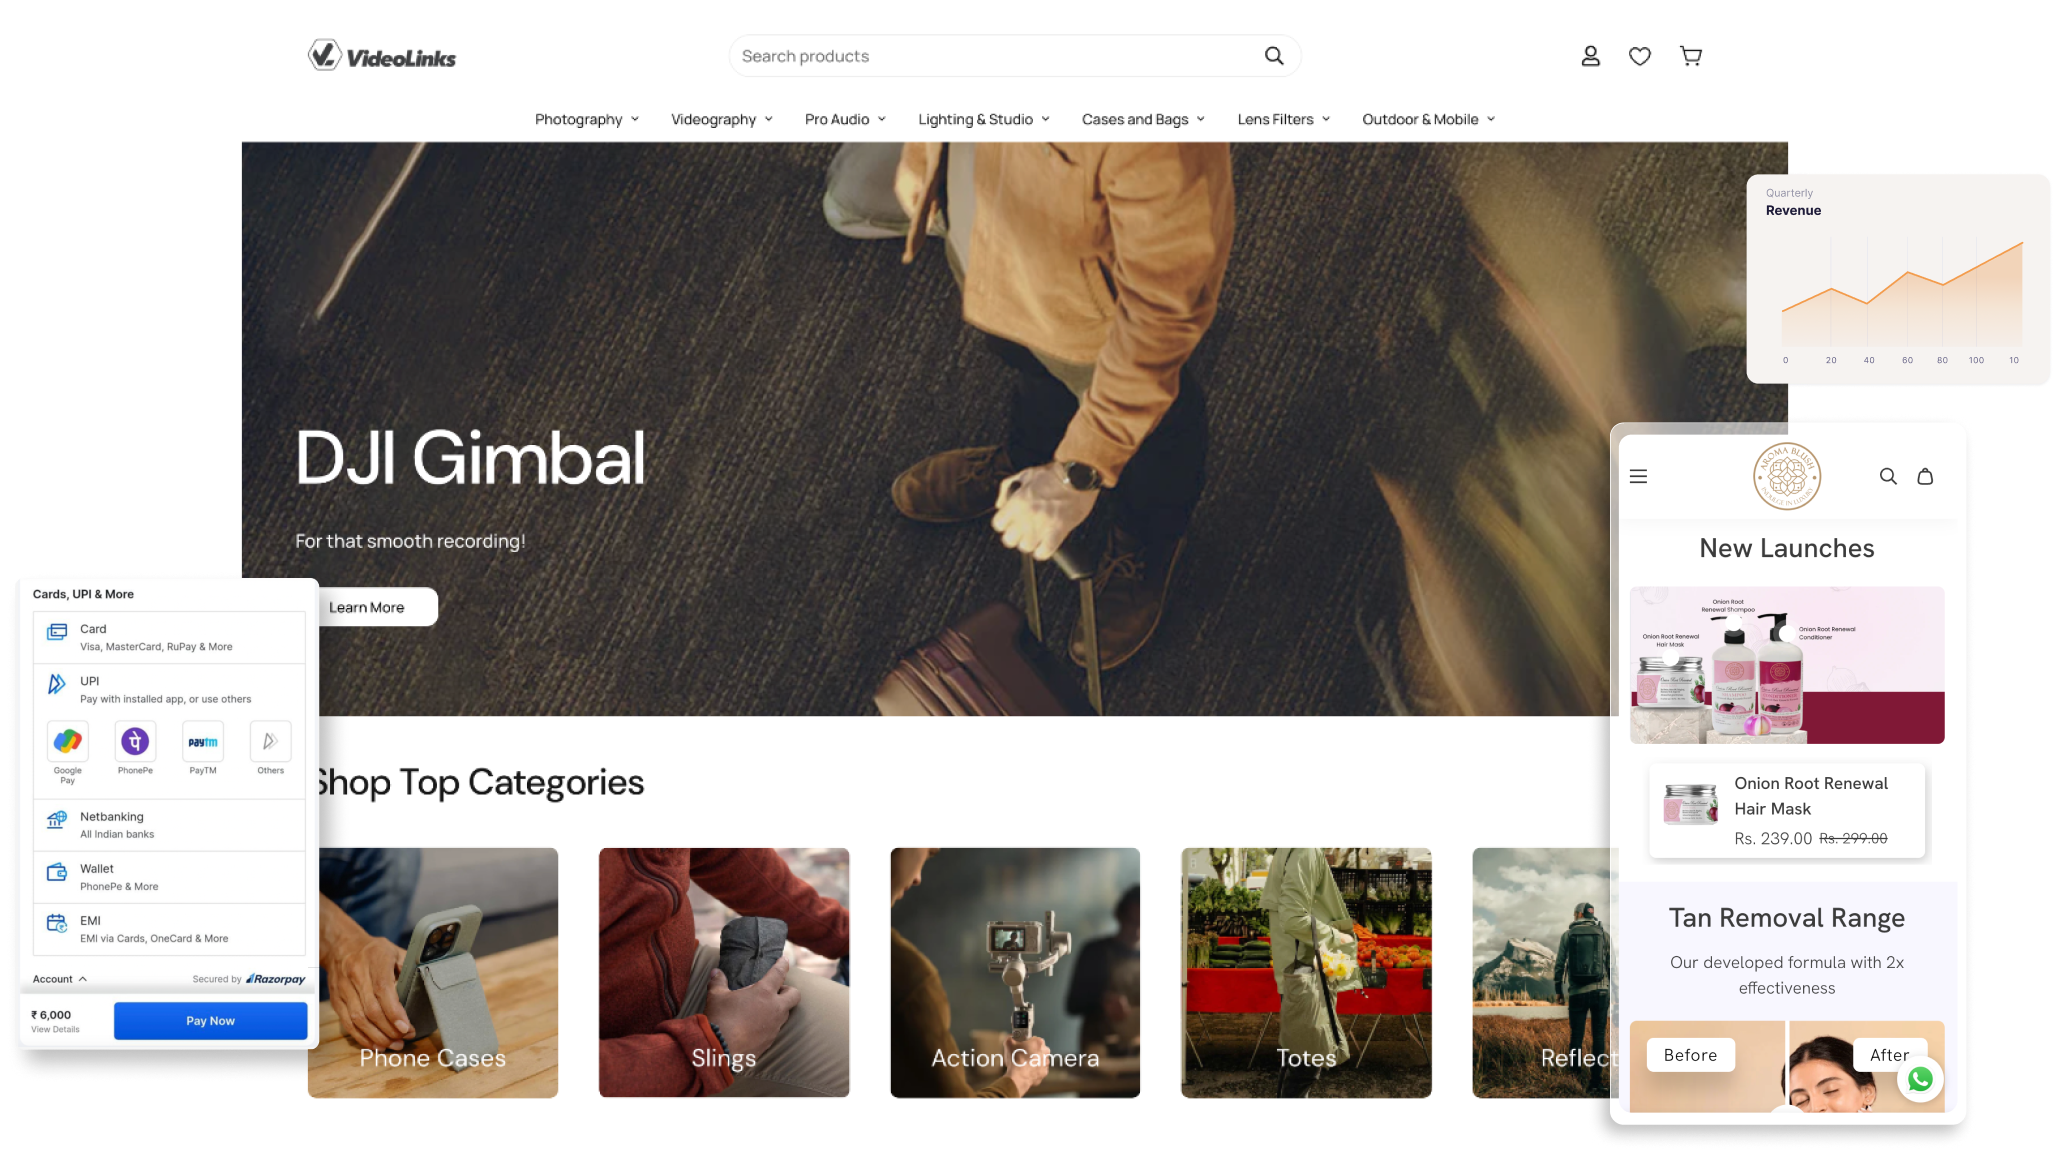 VideoLinks
Search products
Photography
Videography
Pro Audio
Lighting & Studio
Cases and Bags
Lens Filters
Outdoor & Mobile
DJI Gimbal
For that smooth recording!
Learn More
Quarterly
Revenue
0 20 40 60 80 100 10
Cards, UPI & More
Card
Visa, MasterCard, RuPay & More
UPI
Pay with installed app, or use others
पे
paytm
Google
Pay
PhonePe
PayTM
Others
Netbanking
All Indian banks
Wallet
PhonePe & More
EMI
EMI via Cards, OneCard & More
Account
Secured by Razorpay
₹ 6,000
View Details
Pay Now
Shop Top Categories
Phone Cases
Slings
Action Camera
Totes
Reflect
AROMA BLUSH
INDULGE IN LUXURY
New Launches
Onion Root
Renewal Shampoo
Onion Root Renewal
Hair Mask
Onion Root Renewal
Conditioner
Onion Root Renewal
Hair Mask
Rs. 239.00 Rs. 299.00
Tan Removal Range
Our developed formula with 2x
effectiveness
Before
After